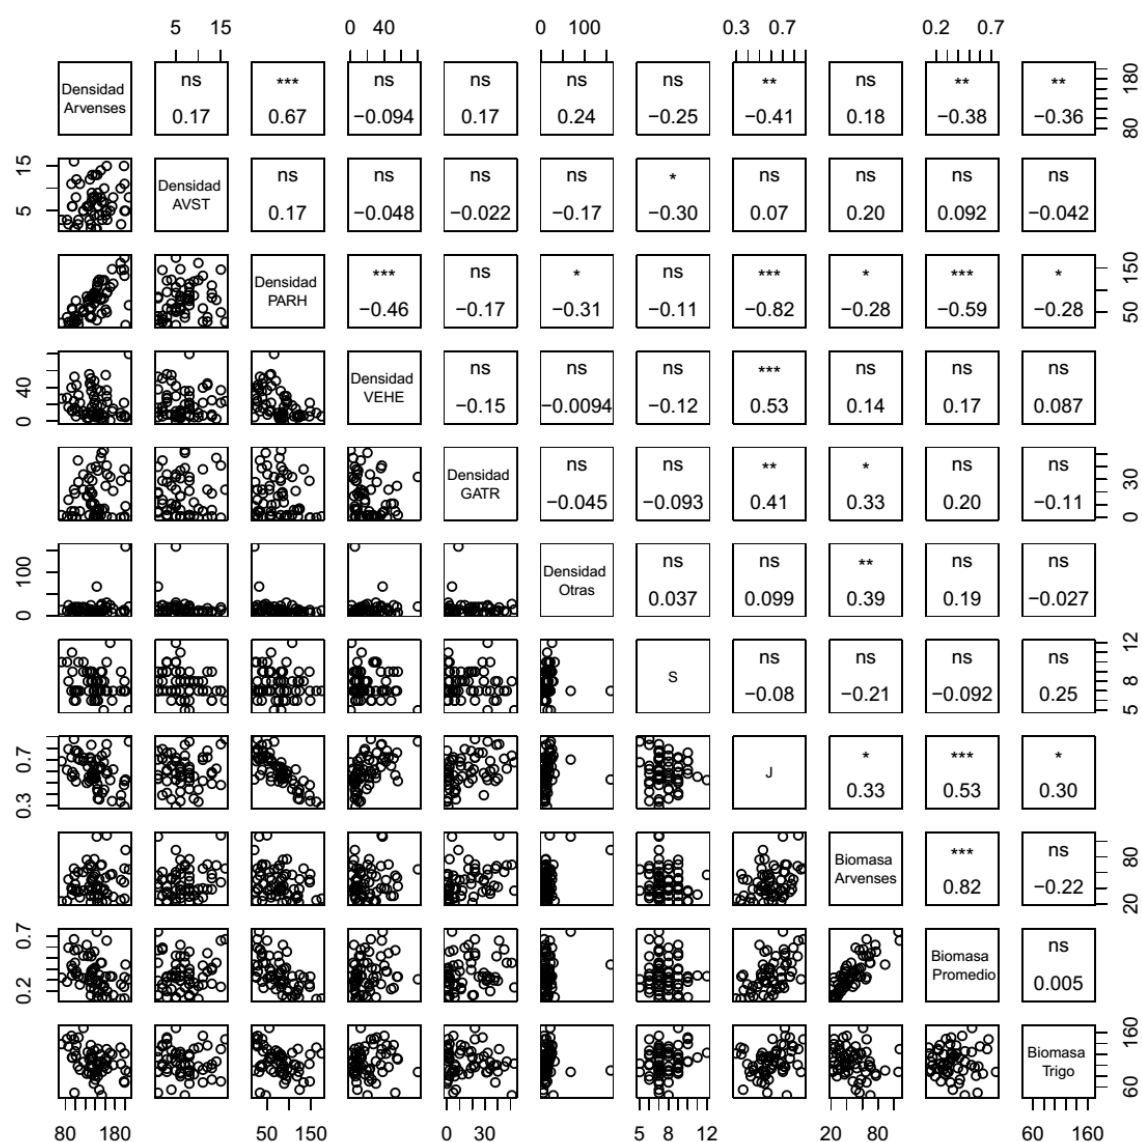 5 15 0 40 0 100 0.3 0.7 0.2 0.7
ns *** ns ns ns ns ** ns ** **
Densidad
Arvenses
0.17 0.67 −0.094 0.17 0.24 −0.25 −0.41 0.18 −0.38 −0.36
80 180
ns ns ns ns * ns ns ns ns
Densidad
AVST
0.17 −0.048 −0.022 −0.17 −0.30 0.07 0.20 0.092 −0.042
5 15
*** ns * ns *** * *** *
Densidad
PARH
−0.46 −0.17 −0.31 −0.11 −0.82 −0.28 −0.59 −0.28
50 150
ns ns ns *** ns ns ns
Densidad
VEHE
−0.15 −0.0094 −0.12 0.53 0.14 0.17 0.087
0 40
ns ns ** * ns ns
Densidad
GATR
−0.045 −0.093 0.41 0.33 0.20 −0.11
0 30
ns ns ** ns ns
Densidad
Otras
0.037 0.099 0.39 0.19 −0.027
0 100
ns ns ns ns
S
−0.08 −0.21 −0.092 0.25
5 8 12
* *** *
J
0.33 0.53 0.30
0.3 0.7
*** ns
Biomasa
Arvenses
0.82 −0.22
20 80
ns
Biomasa
Promedio
0.005
0.2 0.7
Biomasa
Trigo
60 160
80 180 50 150 0 30 5 8 12 20 80 60 160